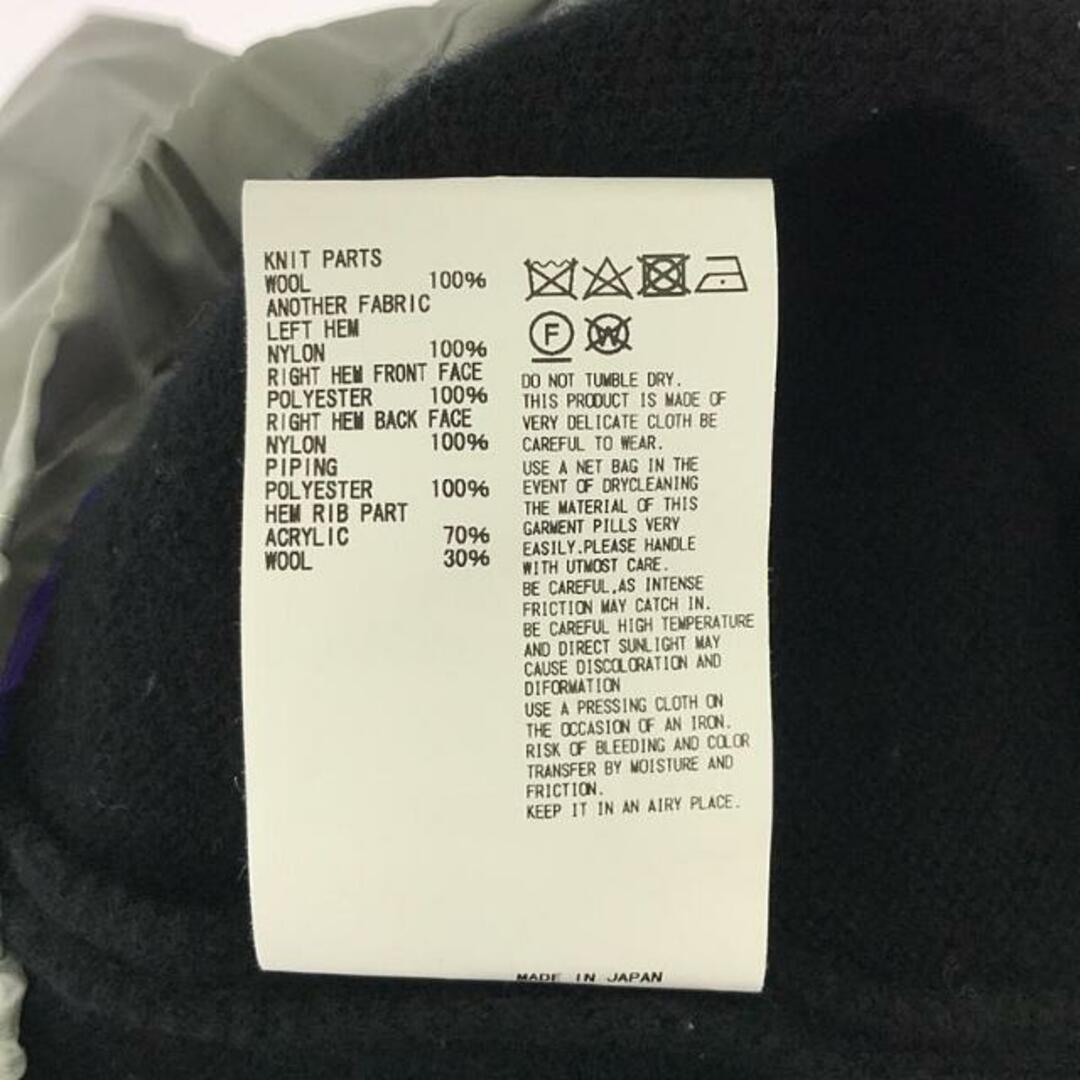 KNIT PARTS
WOOL 100%
ANOTHER FABRIC
LEFT HEM
NYLON 100%
RIGHT HEM FRONT FACE
POLYESTER 100%
RIGHT HEM BACK FACE
NYLON 100%
PIPING
POLYESTER 100%
HEM RIB PART
ACRYLIC 70%
WOOL 30%
F W
DO NOT TUMBLE DRY.
THIS PRODUCT IS MADE OF
VERY DELICATE CLOTH BE
CAREFUL TO WEAR.
USE A NET BAG IN THE
EVENT OF DRYCLEANING
THE MATERIAL OF THIS
GARMENT PILLS VERY
EASILY.PLEASE HANDLE
WITH UTMOST CARE.
BE CAREFUL,AS INTENSE
FRICTION MAY CATCH IN.
BE CAREFUL HIGH TEMPERATURE
AND DIRECT SUNLIGHT MAY
CAUSE DISCOLORATION AND
DIFORMATION
USE A PRESSING CLOTH ON
THE OCCASION OF AN IRON.
RISK OF BLEEDING AND COLOR
TRANSFER BY MOISTURE AND
FRICTION.
KEEP IT IN AN AIRY PLACE.
MADE IN JAPAN